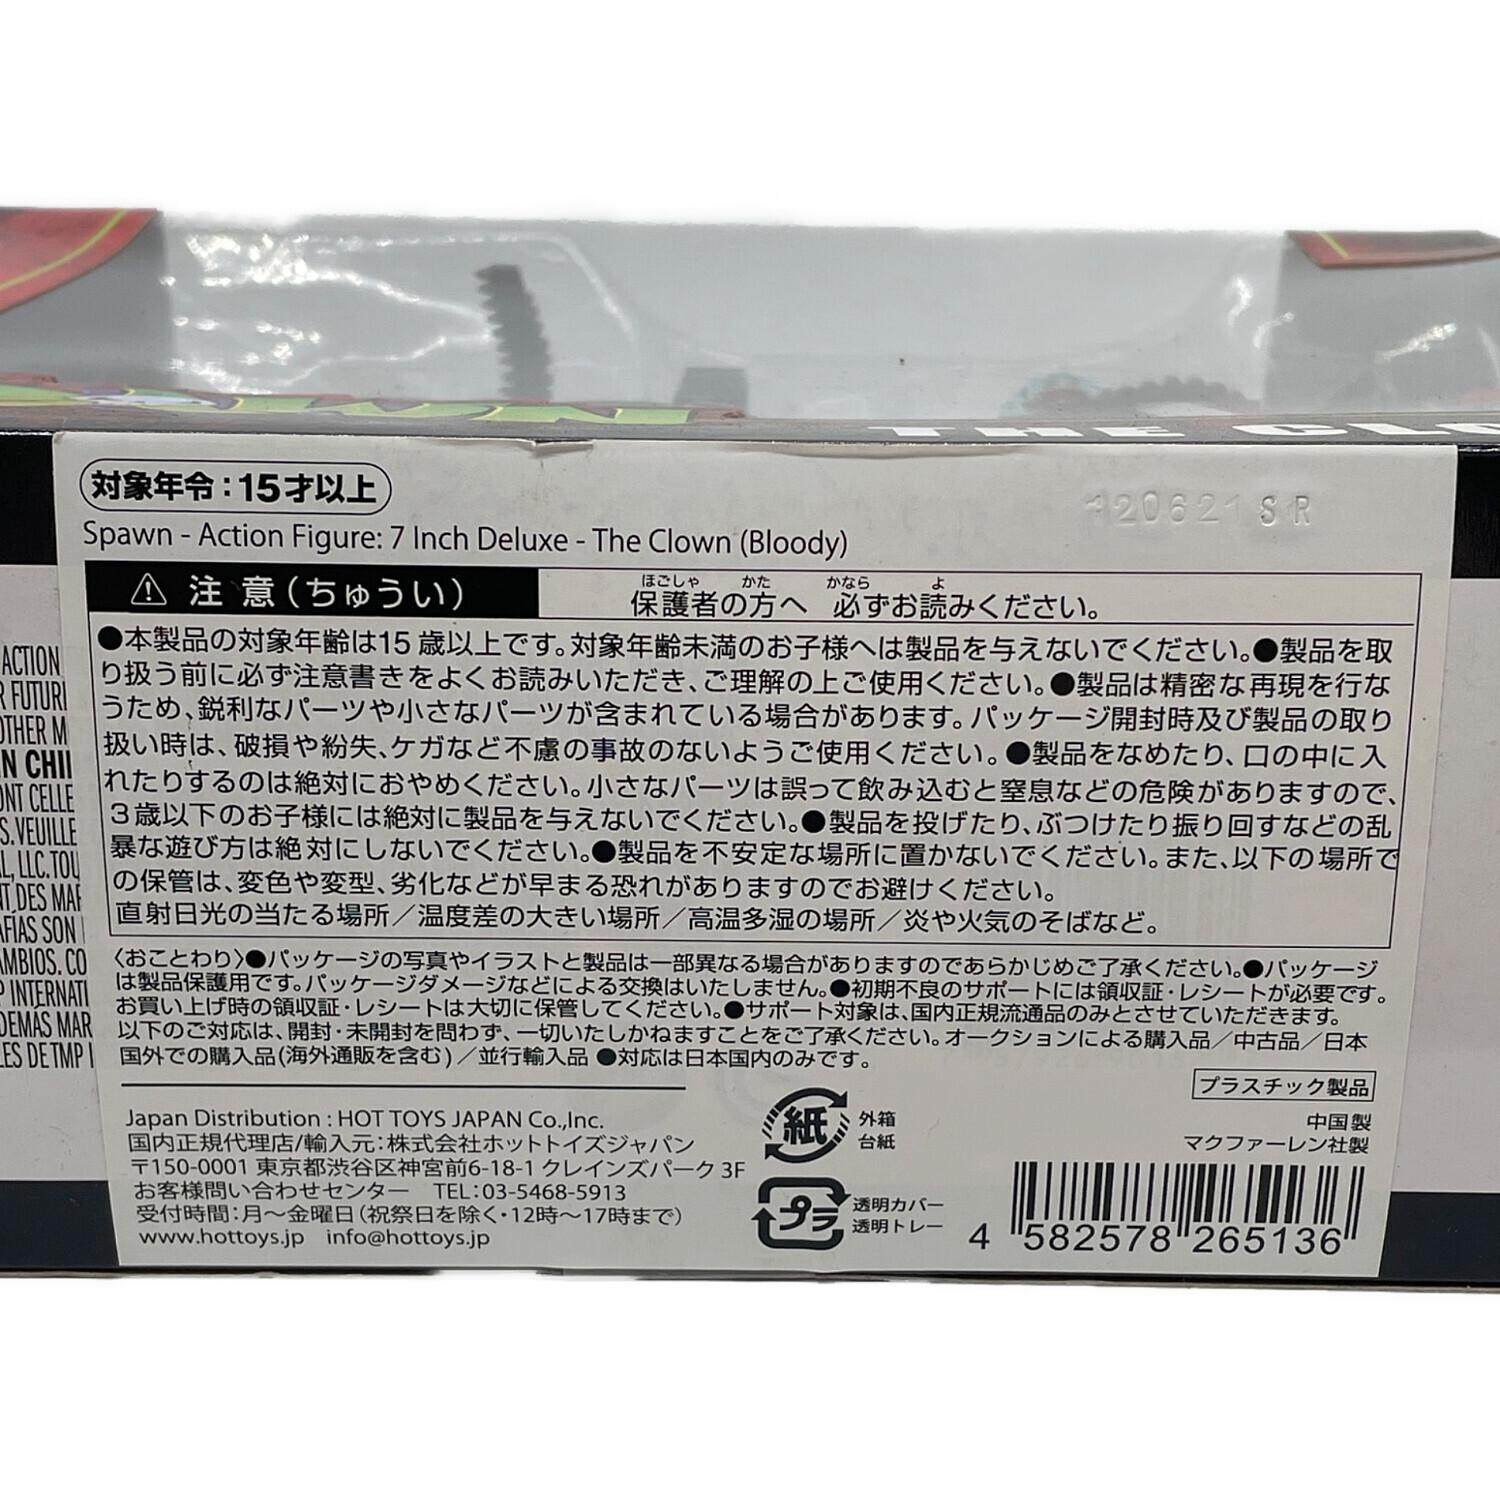 THE CLO
対象年令：15才以上
120621 SR
Spawn - Action Figure: 7 Inch Deluxe - The Clown (Bloody)
⚠ 注 意（ちゅうい）
保護者の方へ 必ずお読みください。
ほごしゃ かた かなら よ
●本製品の対象年齢は15歳以上です。対象年齢未満のお子様へは製品を与えないでください。●製品を取
り扱う前に必ず注意書きをよくお読みいただき、ご理解の上ご使用ください。●製品は精密な再現を行な
うため、鋭利なパーツや小さなパーツが含まれている場合があります。パッケージ開封時及び製品の取り
扱い時は、破損や紛失、ケガなど不慮の事故のないようご使用ください。●製品をなめたり、口の中に入
れたりするのは絶対におやめください。小さなパーツは誤って飲み込むと窒息などの危険がありますので、
3歳以下のお子様には絶対に製品を与えないでください。●製品を投げたり、ぶつけたり振り回すなどの乱
暴な遊び方は絶対にしないでください。●製品を不安定な場所に置かないでください。また、以下の場所で
の保管は、変色や変型、劣化などが早まる恐れがありますのでお避けください。
直射日光の当たる場所／温度差の大きい場所／高温多湿の場所／炎や火気のそばなど。
〈おことわり〉●パッケージの写真やイラストと製品は一部異なる場合がありますのであらかじめご了承ください。●パッケージ
は製品保護用です。パッケージダメージなどによる交換はいたしません。●初期不良のサポートには領収証・レシートが必要です。
お買い上げ時の領収証・レシートは大切に保管してください。●サポート対象は、国内正規流通品のみとさせていただきます。
以下のご対応は、開封・未開封を問わず、一切いたしかねますことをご了承ください。オークションによる購入品／中古品／日本
国外での購入品(海外通販を含む)／並行輸入品 ●対応は日本国内のみです。
プラスチック製品
Japan Distribution : HOT TOYS JAPAN Co.,Inc.
国内正規代理店/輸入元：株式会社ホットトイズジャパン
〒150-0001 東京都渋谷区神宮前6-18-1 クレインズパーク 3F
お客様問い合わせセンター TEL：03-5468-5913
受付時間：月～金曜日（祝祭日を除く・12時～17時まで）
www.hottoys.jp info@hottoys.jp
紙
外箱
台紙
プラ
透明カバー
透明トレー
中国製
マクファーレン社製
4 582578 265136
ACTION
R FUTURI
OTHER M
N CHII
ONT CELLE
S. VEUILLE
AL, LLC. TOU
NT, DES MAR
AFIAS SON
AMBIOS. CO
P INTERNATI
DEMÁS MAR
LES DE TMP I